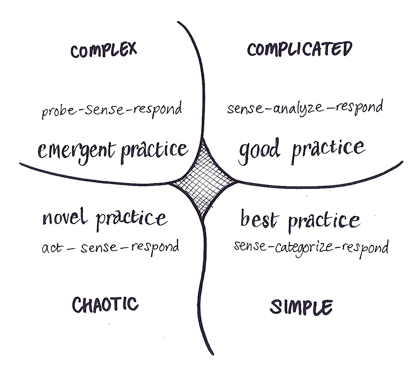 COMPLEX
probe-sense-respond
emergent practice
COMPLICATED
sense-analyze-respond
good practice
novel practice
act-sense-respond
CHAOTIC
best practice
sense-categorize-respond
SIMPLE